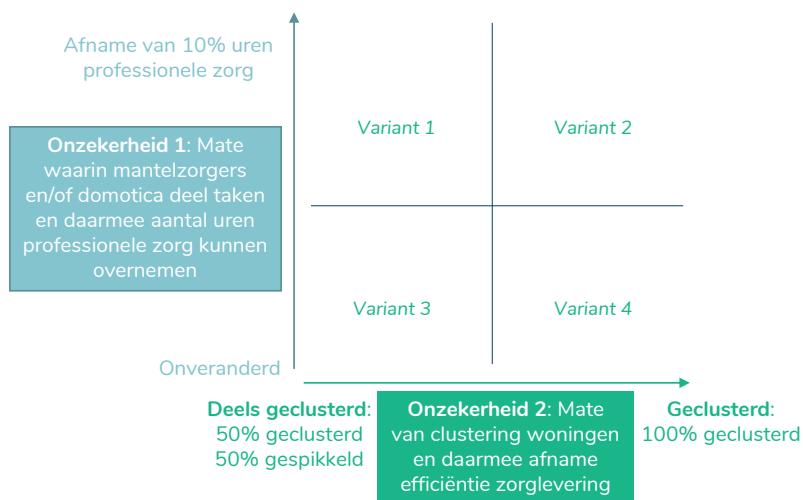 Afname van 10% uren
professionele zorg
Variant 1
Variant 2
Onzekerheid 1: Mate
waarin mantelzorgers
en/of domotica deel taken
en daarmee aantal uren
professionele zorg kunnen
overnemen
Variant 3
Variant 4
Onveranderd
Deels geclusterd:
50% geclusterd
50% gespikkeld
Onzekerheid 2: Mate
van clustering woningen
en daarmee afname
efficiëntie zorglevering
Geclusterd:
100% geclusterd